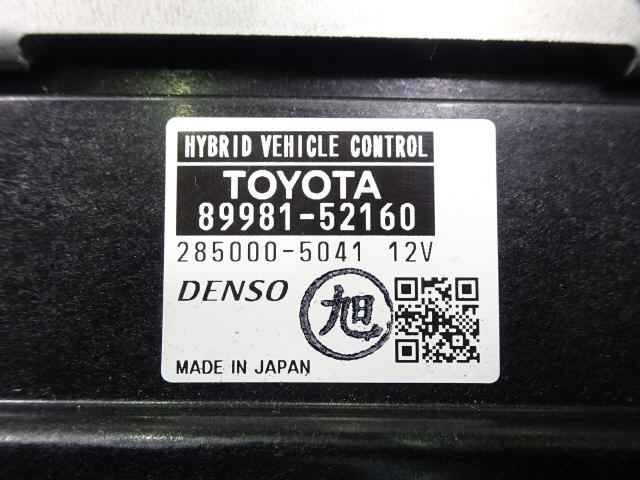 HYBRID VEHICLE CONTROL
TOYOTA
89981-52160
285000-5041 12V
DENSO
旭
MADE IN JAPAN